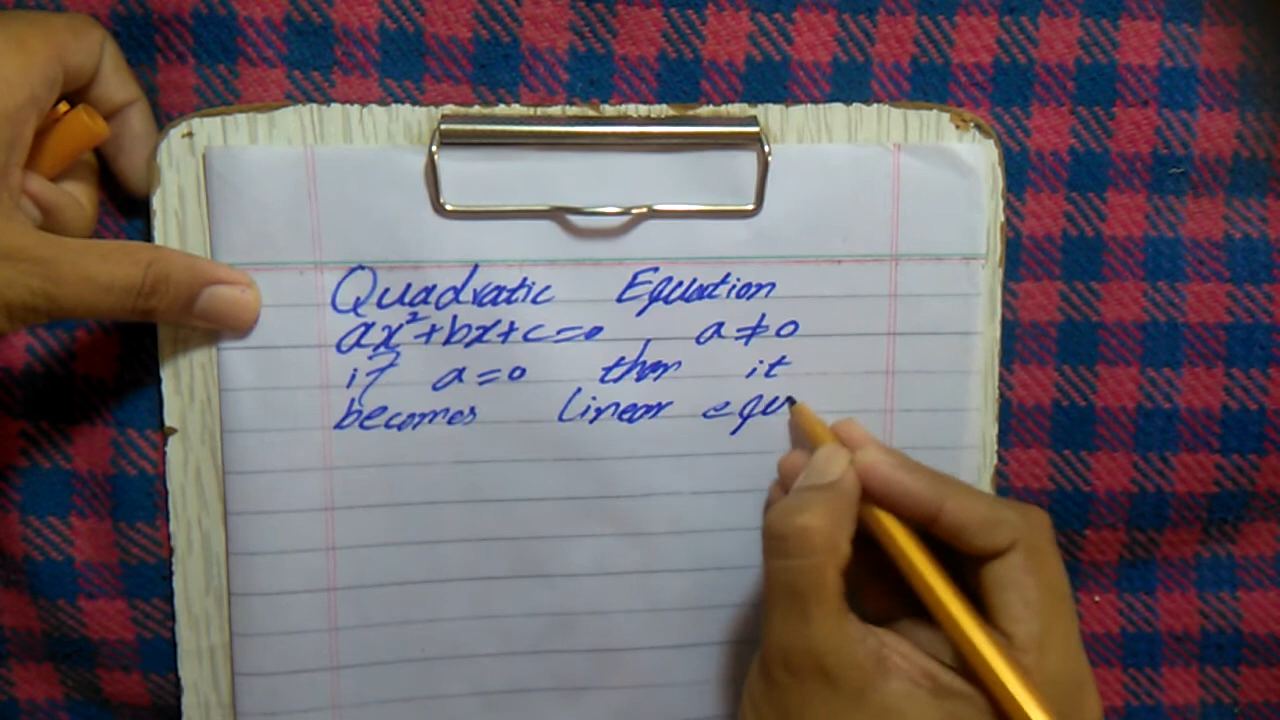 Quadratic Equation
ax²+bx+c=0, a≠0
if a=0 then it
becomes linear equ